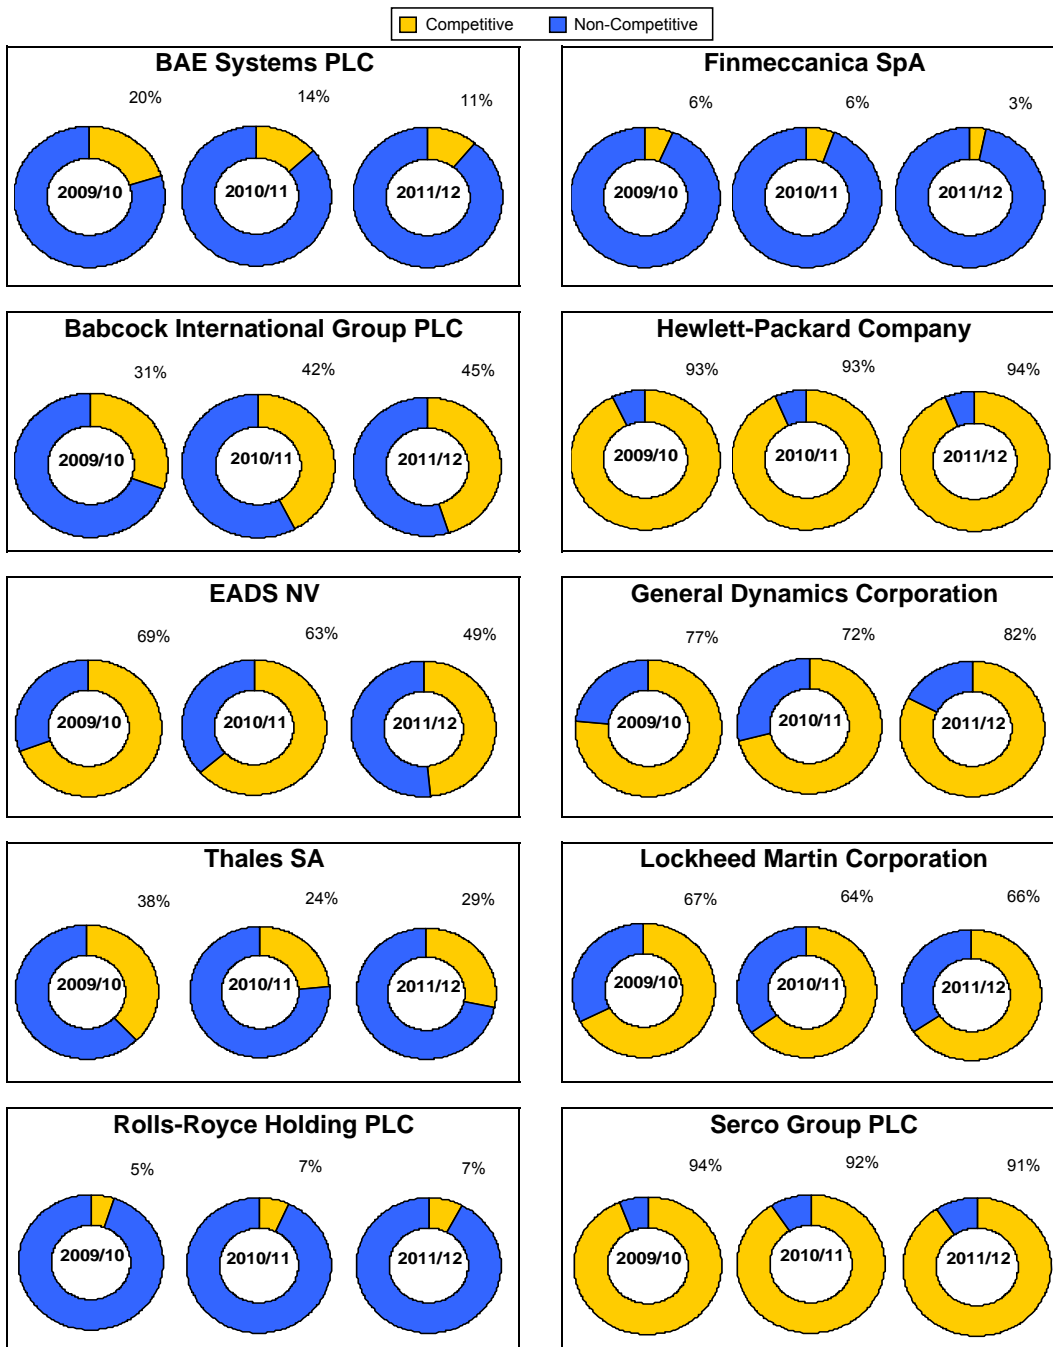 Competitive Non-Competitive
BAE Systems PLC
20% 14% 11%
2009/10 2010/11 2011/12
Finmeccanica SpA
6% 6% 3%
2009/10 2010/11 2011/12
Babcock International Group PLC
31% 42% 45%
2009/10 2010/11 2011/12
Hewlett-Packard Company
93% 93% 94%
2009/10 2010/11 2011/12
EADS NV
69% 63% 49%
2009/10 2010/11 2011/12
General Dynamics Corporation
77% 72% 82%
2009/10 2010/11 2011/12
Thales SA
38% 24% 29%
2009/10 2010/11 2011/12
Lockheed Martin Corporation
67% 64% 66%
2009/10 2010/11 2011/12
Rolls-Royce Holding PLC
5% 7% 7%
2009/10 2010/11 2011/12
Serco Group PLC
94% 92% 91%
2009/10 2010/11 2011/12